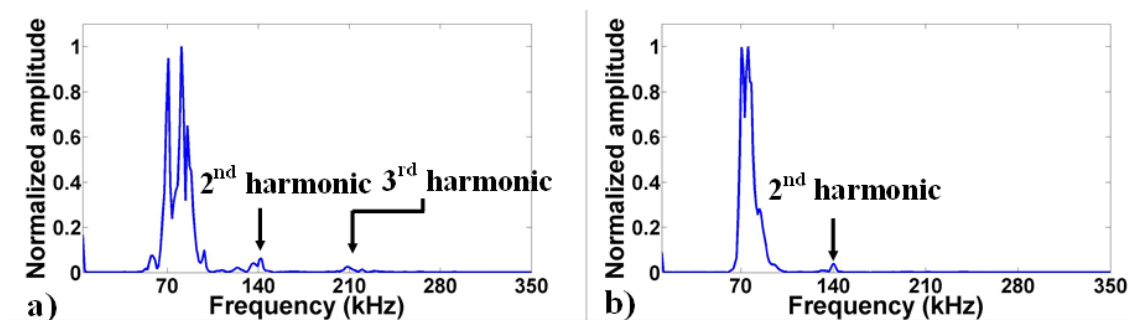 Normalized amplitude
1
0.8
0.6
0.4
0.2
0
2nd harmonic
3rd harmonic
70
140
210
280
350
Frequency (kHz)
a)
Normalized amplitude
1
0.8
0.6
0.4
0.2
0
2nd harmonic
70
140
210
280
350
Frequency (kHz)
b)